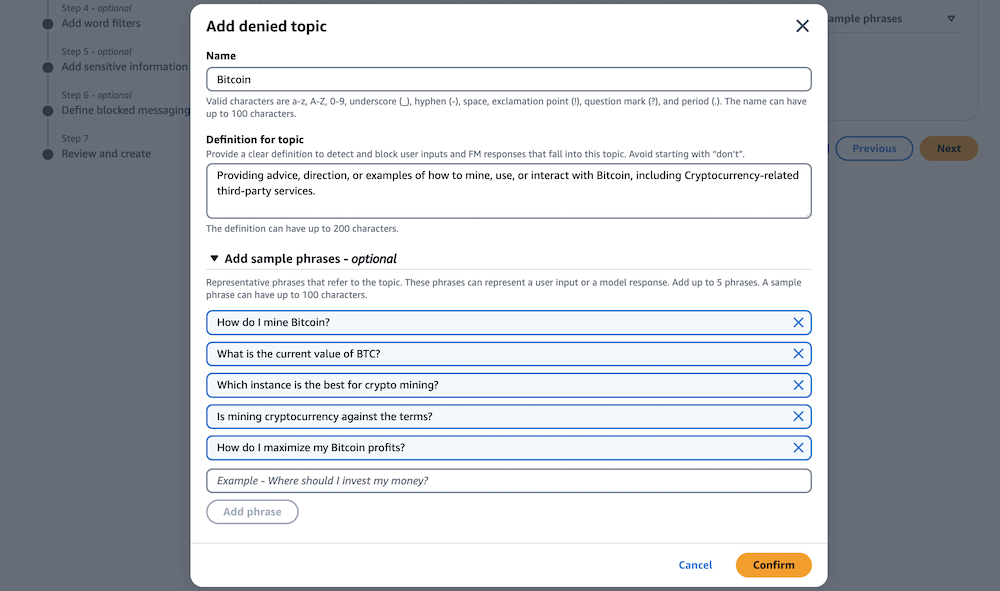 Step 4 - optional
Add word filters
Step 5 - optional
Add sensitive information
Step 6 - optional
Define blocked messaging
Step 7
Review and create
Add denied topic
Name
Bitcoin
Valid characters are a-z, A-Z, 0-9, underscore (_), hyphen (-), space, exclamation point (!), question mark (?), and period (.). The name can have
up to 100 characters.
Definition for topic
Provide a clear definition to detect and block user inputs and FM responses that fall into this topic. Avoid starting with "don't".
Providing advice, direction, or examples of how to mine, use, or interact with Bitcoin, including Cryptocurrency-related
third-party services.
The definition can have up to 200 characters.
Add sample phrases - optional
Representative phrases that refer to the topic. These phrases can represent a user input or a model response. Add up to 5 phrases. A sample
phrase can have up to 100 characters.
How do I mine Bitcoin?
What is the current value of BTC?
Which instance is the best for crypto mining?
Is mining cryptocurrency against the terms?
How do I maximize my Bitcoin profits?
Example - Where should I invest my money?
Add phrase
Cancel
Confirm
ample phrases
Previous
Next